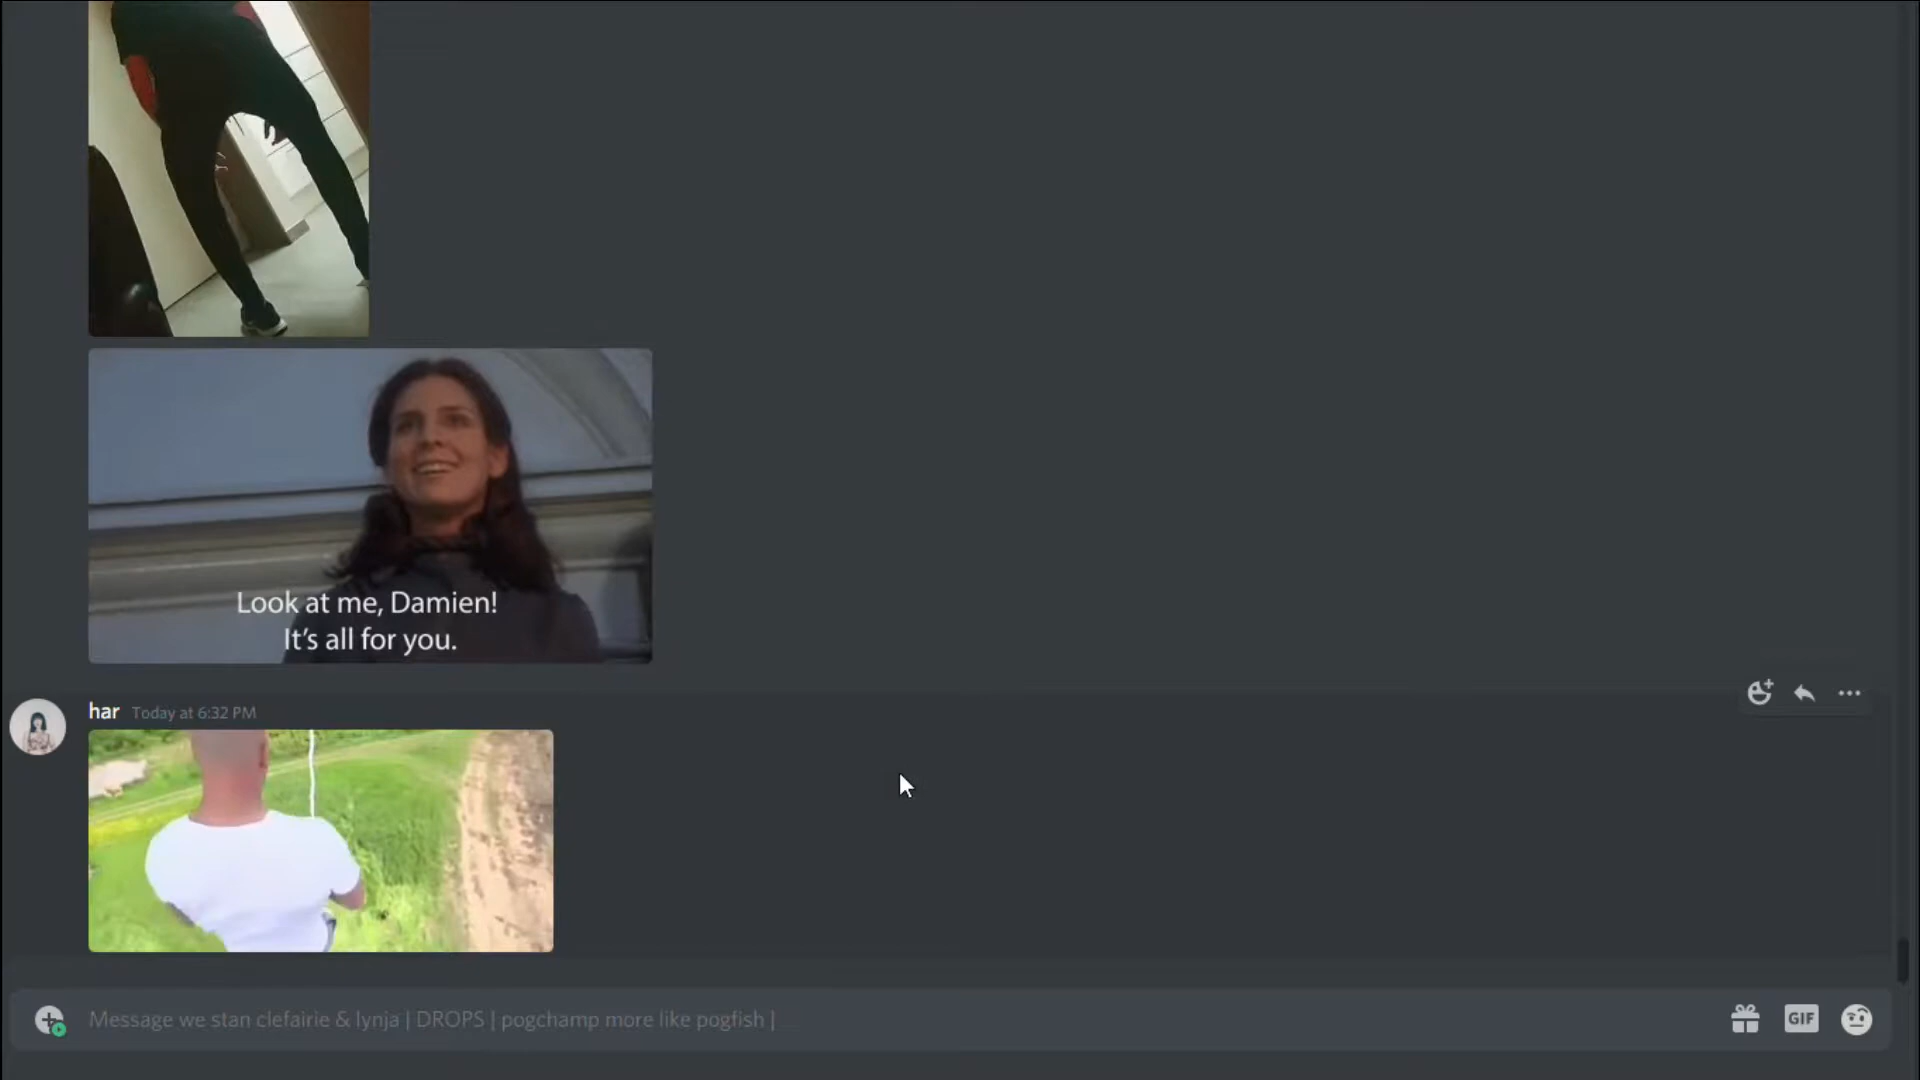 Look at me, Damien!
It's all for you.
har Today at 6:32 PM
Message we stan clefairie & lynja | DROPS | pogchamp more like pogfish |
GIF